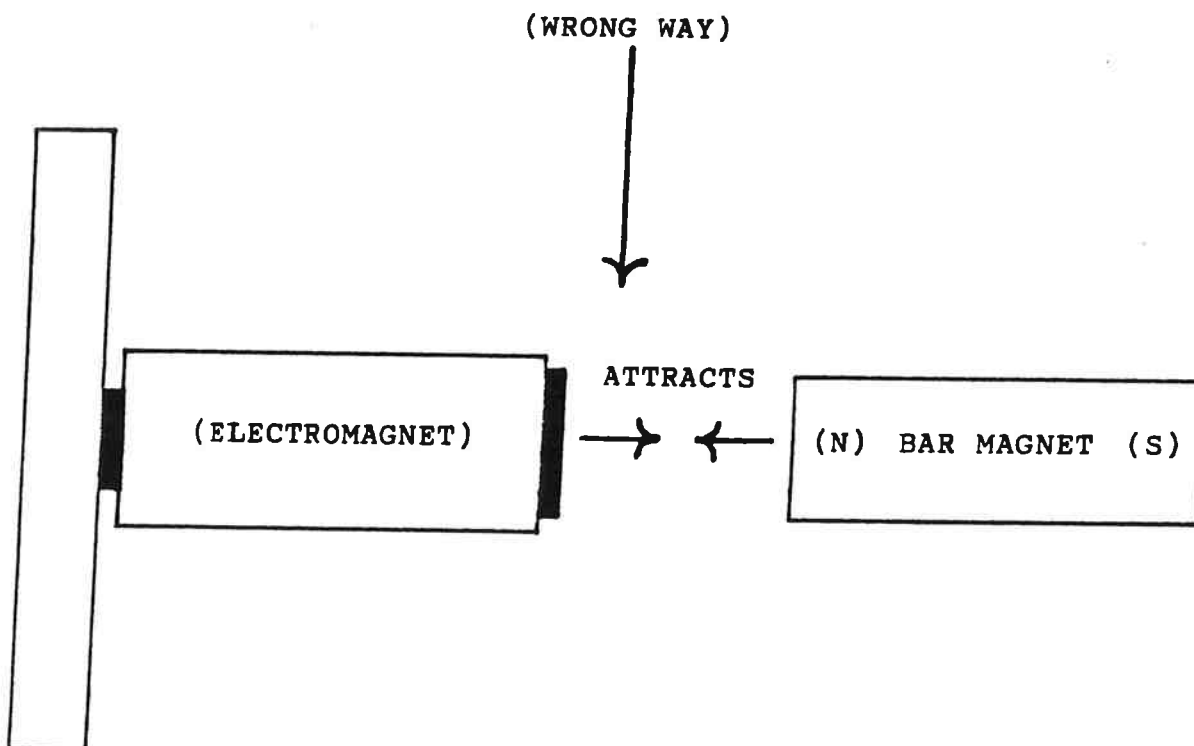 (WRONG WAY)
ATTRACTS
(ELECTROMAGNET)
(N) BAR MAGNET (S)